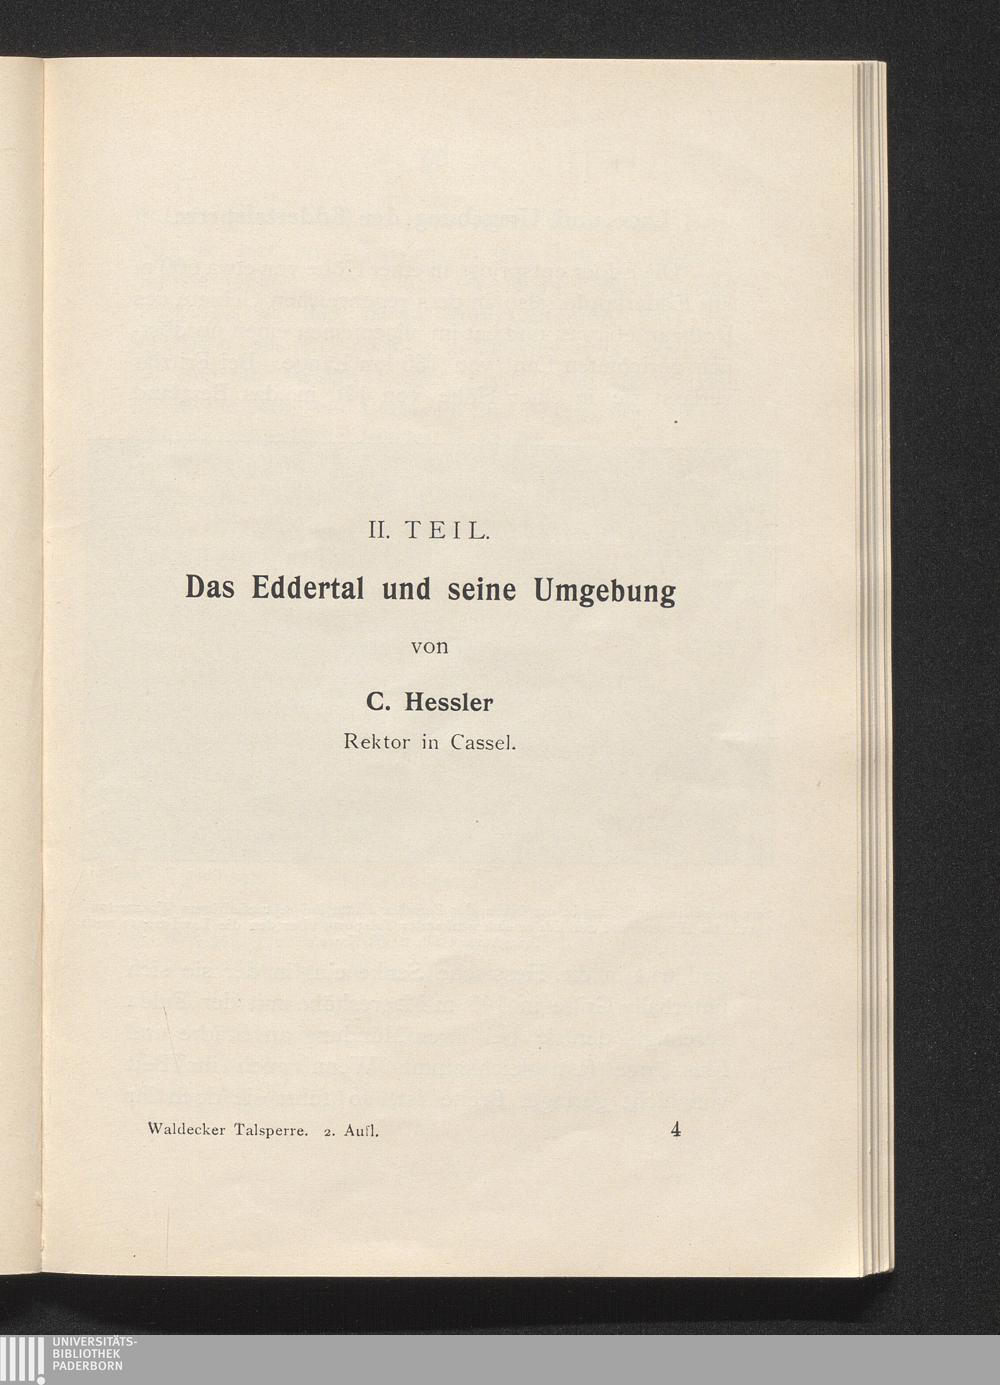 II. TEIL.
Das Eddertal und seine Umgebung
von
C. Hessler
Rektor in Cassel.
Waldecker Talsperre. 2. Aufl. 4
UNIVERSITÄTS-
BIBLIOTHEK
PADERBORN